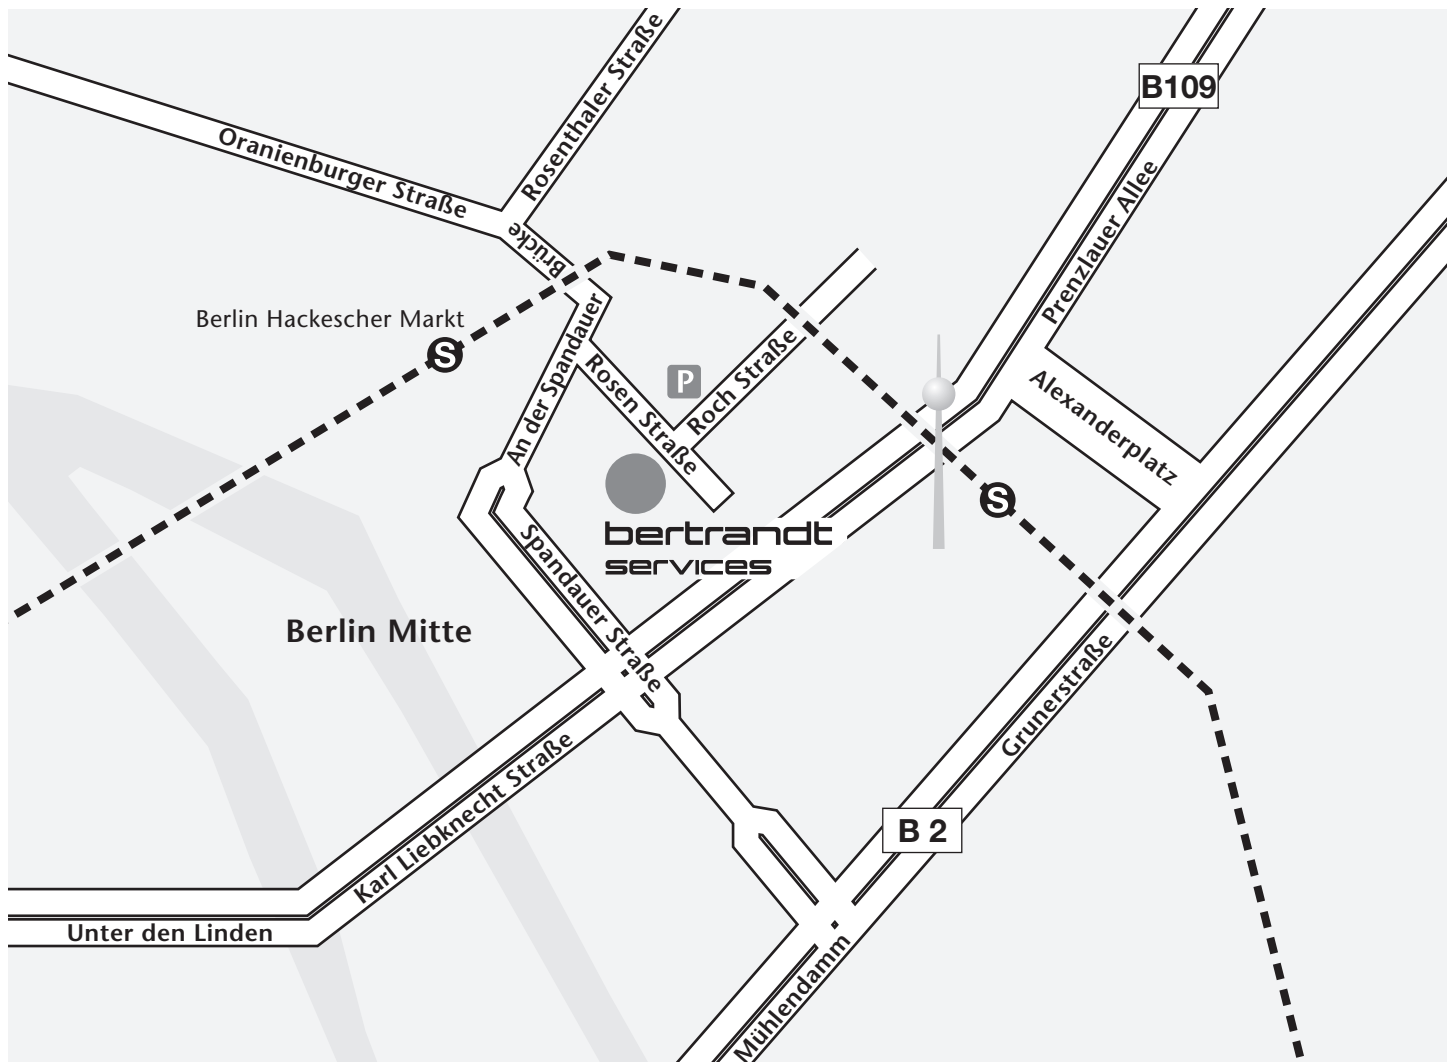 B109
Rosenthaler Straße
Oranienburger Straße
Prenzlauer Allee
Brücke
An der Spandauer
Berlin Hackescher Markt
S
P
Rosen Straße
Roch Straße
Alexanderplatz
S
bertrandt
services
Spandauer Straße
Berlin Mitte
Grunerstraße
Karl Liebknecht Straße
B 2
Unter den Linden
Mühlendamm